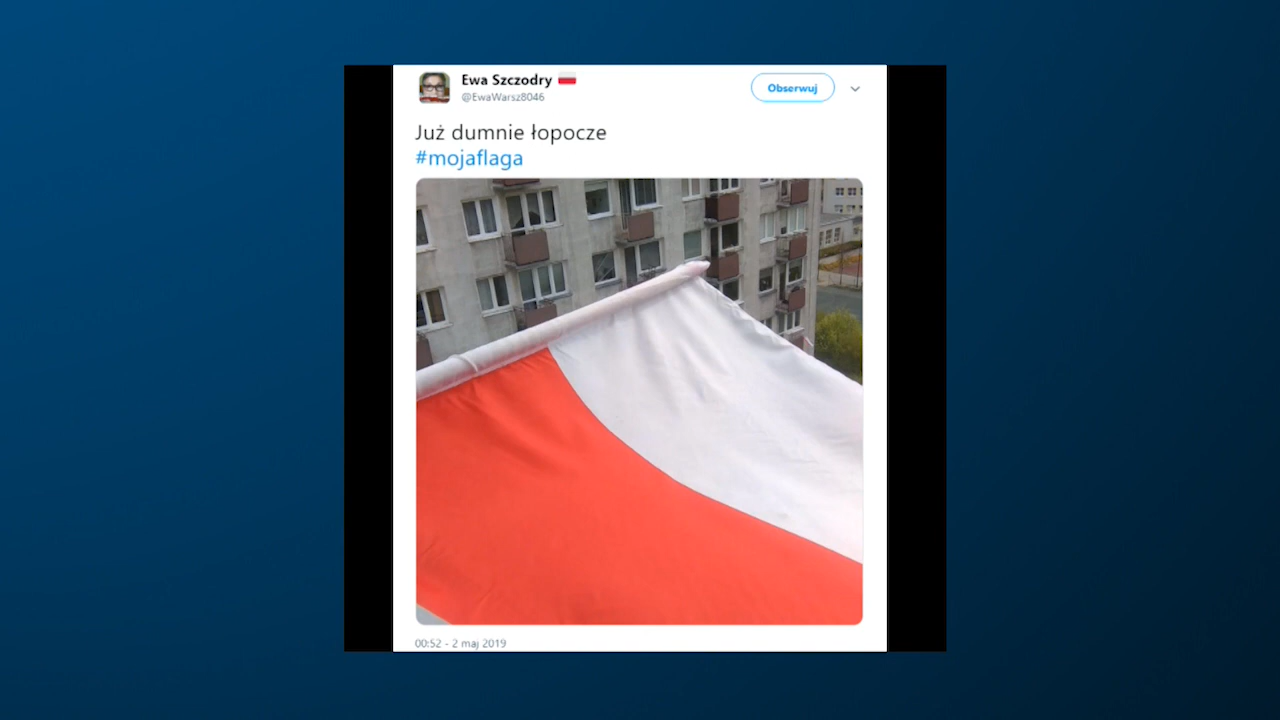 Ewa Szczodry
@EwaWarsz8046
Obserwuj
Już dumnie łopocze
#mojaflaga
00:52 - 2 maj 2019